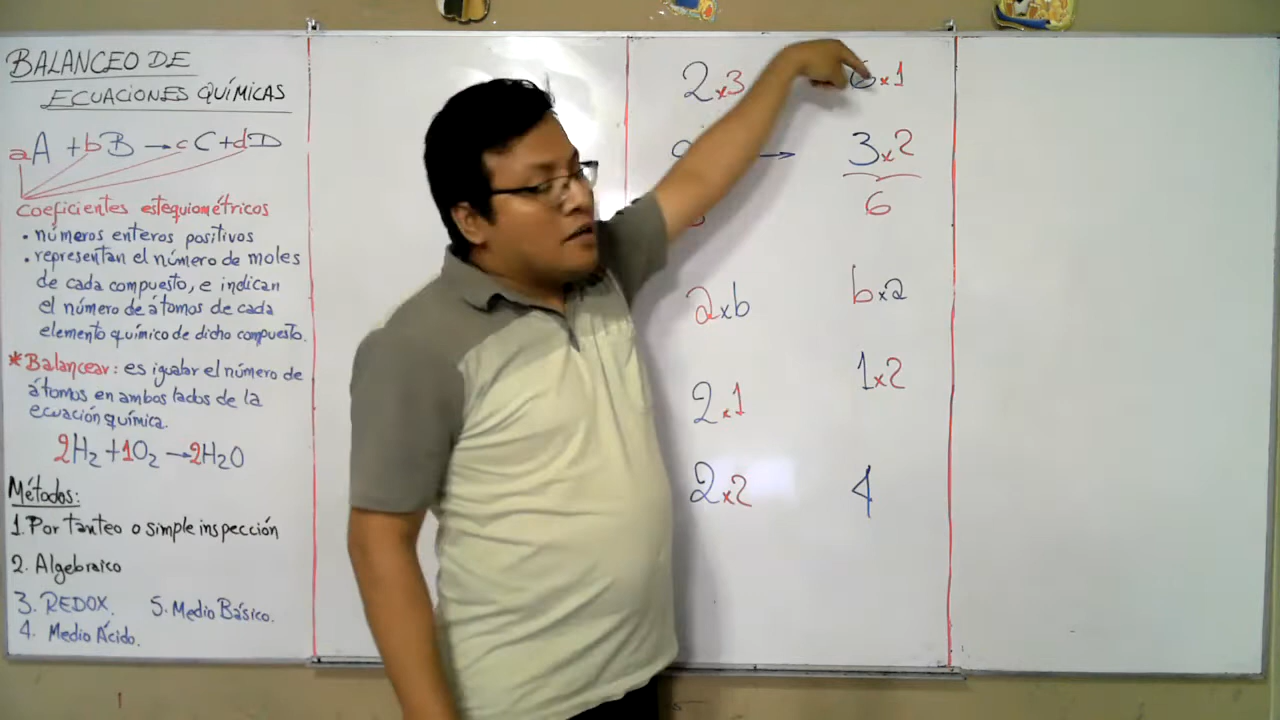 BALANCEO DE
ECUACIONES QUÍMICAS
aA + bB → cC + dD
coeficientes estequiométricos
• números enteros positivos
• representan el número de moles
de cada compuesto, e indican
el número de átomos de cada
elemento químico de dicho compuesto.
*Balancear: es igualar el número de
átomos en ambos lados de la
ecuación química.
2H₂ + 1O₂ → 2H₂O
Métodos:
1. Por tanteo o simple inspección
2. Algebraico
3. REDOX.
4. Medio Ácido.
5. Medio Básico.
2x3
6x1
→
3x2
6
axb
bxa
2x1
1x2
2x2
4